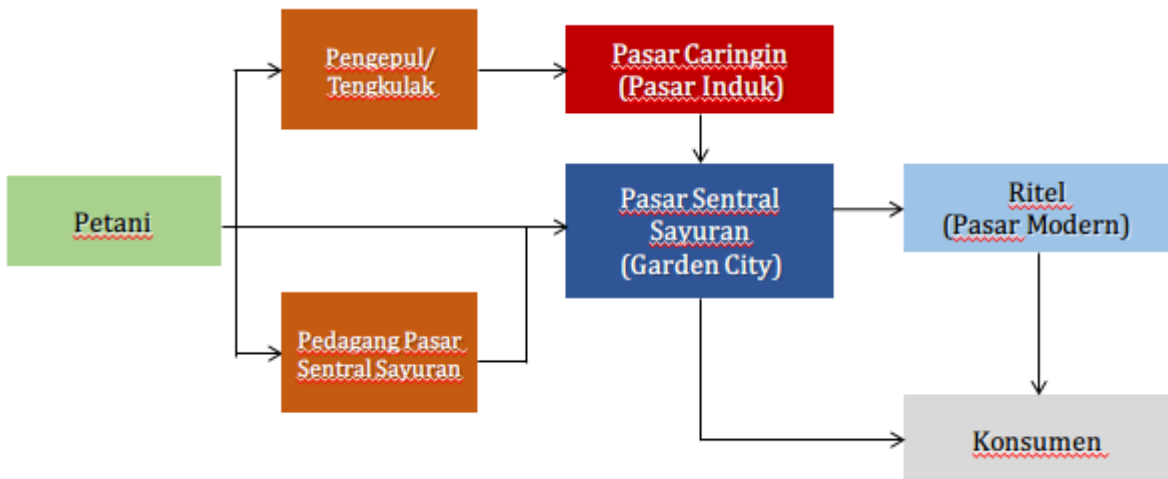 Pengepul/
Tengkulak
Pasar Caringin
(Pasar Induk)
Petani
Pasar Sentral
Sayuran
(Garden City)
Ritel
(Pasar Modern)
Pedagang Pasar
Sentral Sayuran
Konsumen